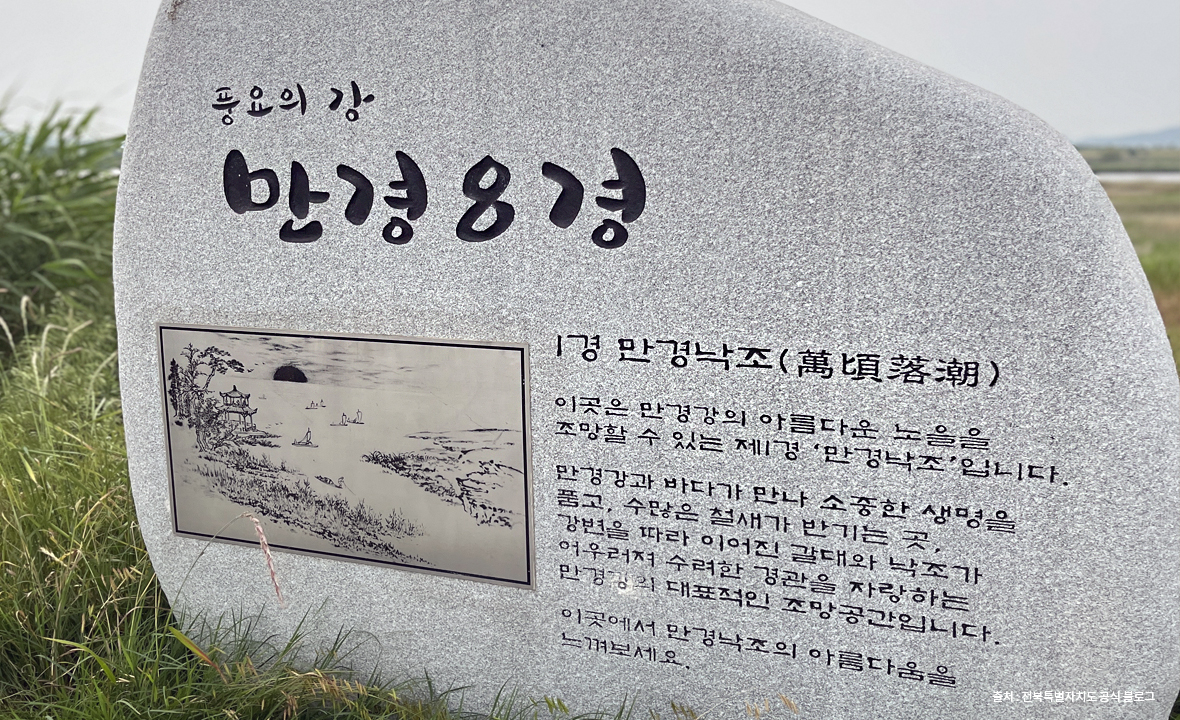 풍요의 강
만경8경
1경 만경낙조(萬頃落潮)
이곳은 만경강의 아름다운 노을을
조망할 수 있는 제1경 '만경낙조'입니다.
만경강과 바다가 만나 소중한 생명을
품고, 수많은 철새가 반기는 곳,
강변을 따라 이어진 갈대와 낙조가
어우러져 수려한 경관을 자랑하는
만경강의 대표적인 조망공간입니다.
이곳에서 만경낙조의 아름다움을
느껴보세요.
출처 : 전북특별자치도 공식 블로그